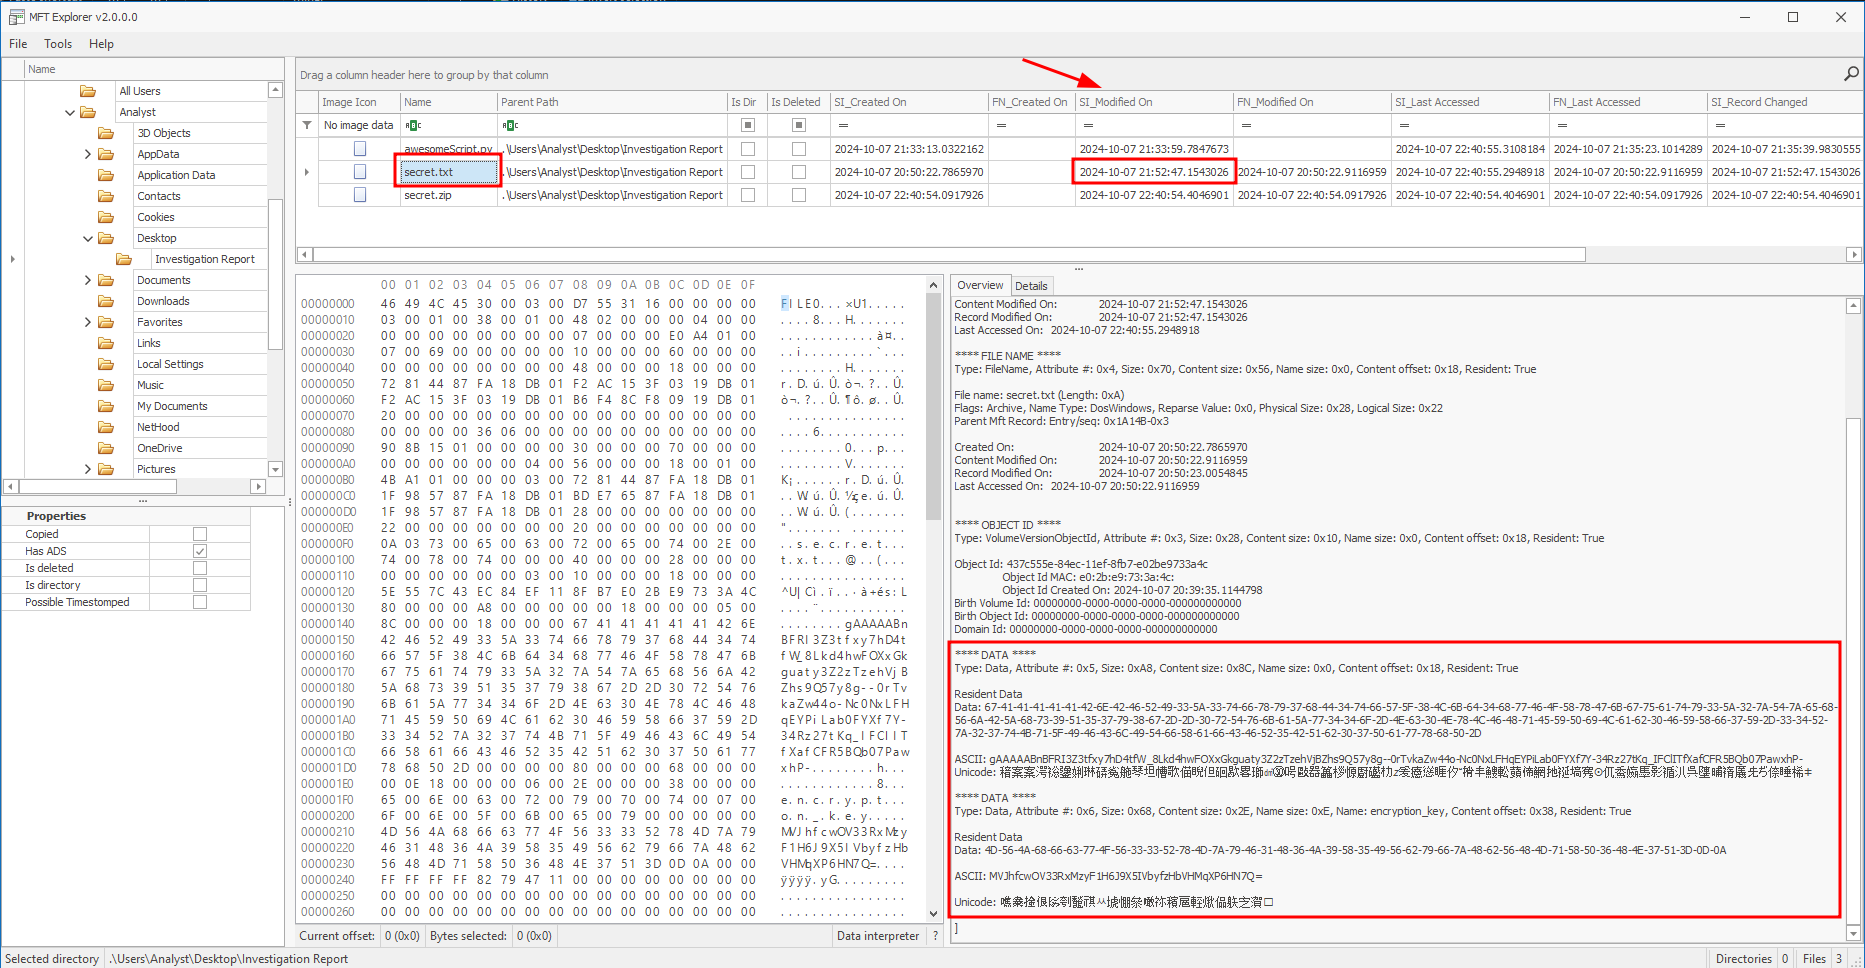 MFT Explorer v2.0.0.0
File Tools Help
Name
All Users
Analyst
3D Objects
AppData
Application Data
Contacts
Cookies
Desktop
Investigation Report
Documents
Downloads
Favorites
Links
Local Settings
Music
My Documents
NetHood
OneDrive
Pictures
Properties
Copied
Has ADS
Is deleted
Is directory
Possible Timestomped
Drag a column header here to group by that column
Image Icon Name Parent Path Is Dir Is Deleted SI_Created On FN_Created On SI_Modified On FN_Modified On SI_Last Accessed FN_Last Accessed SI_Record Changed
No image data
awesomeScript.py .\Users\Analyst\Desktop\Investigation Report 2024-10-07 21:33:13.0322162 2024-10-07 21:33:59.7847673 2024-10-07 22:40:55.3108184 2024-10-07 21:35:23.1014289 2024-10-07 21:35:39.9830555
secret.txt .\Users\Analyst\Desktop\Investigation Report 2024-10-07 20:50:22.7865970 2024-10-07 21:52:47.1543026 2024-10-07 20:50:22.9116959 2024-10-07 22:40:55.2948918 2024-10-07 20:50:22.9116959 2024-10-07 21:52:47.1543026
secret.zip .\Users\Analyst\Desktop\Investigation Report 2024-10-07 22:40:54.0917926 2024-10-07 22:40:54.4046901 2024-10-07 22:40:54.0917926 2024-10-07 22:40:54.4046901 2024-10-07 22:40:54.0917926 2024-10-07 22:40:54.4046901
00 01 02 03 04 05 06 07 08 09 0A 0B 0C 0D 0E 0F
00000000 46 49 4C 45 30 00 03 00 D7 55 31 16 00 00 00 00 FILE0...×U1.....
00000010 03 00 01 00 38 00 01 00 48 02 00 00 00 04 00 00 ....8...H.......
00000020 00 00 00 00 00 00 00 00 07 00 00 00 E0 A4 01 00 ............à¤..
00000030 07 00 69 00 00 00 00 00 10 00 00 00 60 00 00 00 ..i.........`...
00000040 00 00 00 00 00 00 00 00 48 00 00 00 18 00 00 00 ........H.......
00000050 72 81 44 87 FA 18 DB 01 F2 AC 15 3F 03 19 DB 01 r.D.ú.Û.ò¬.?..Û.
00000060 F2 AC 15 3F 03 19 DB 01 B6 F4 8C F8 09 19 DB 01 ò¬.?..Û.¶ô.ø..Û.
00000070 20 00 00 00 00 00 00 00 00 00 00 00 00 00 00 00 ...............
00000080 00 00 00 00 36 06 00 00 00 00 00 00 00 00 00 00 ....6...........
00000090 90 8B 15 01 00 00 00 00 30 00 00 00 70 00 00 00 ........0...p...
000000A0 00 00 00 00 00 00 04 00 56 00 00 00 18 00 01 00 ........V.......
000000B0 4B A1 01 00 00 00 03 00 72 81 44 87 FA 18 DB 01 K¡......r.D.ú.Û.
000000C0 1F 98 57 87 FA 18 DB 01 BD E7 65 87 FA 18 DB 01 ..W.ú.Û.½çe.ú.Û.
000000D0 1F 98 57 87 FA 18 DB 01 28 00 00 00 00 00 00 00 ..W.ú.Û.(.......
000000E0 22 00 00 00 00 00 00 00 20 00 00 00 00 00 00 00 "....... .......
000000F0 0A 03 73 00 65 00 63 00 72 00 65 00 74 00 2E 00 ..s.e.c.r.e.t...
00000100 74 00 78 00 74 00 00 00 40 00 00 00 28 00 00 00 t.x.t...@...(...
00000110 00 00 00 00 00 00 03 00 10 00 00 00 18 00 00 00 ................
00000120 5E 55 7C 43 EC 84 EF 11 8F B7 E0 2B E9 73 3A 4C ^U|Cì.ï..·à+és:L
00000130 80 00 00 00 A8 00 00 00 00 00 18 00 00 00 05 00 ....¨...........
00000140 8C 00 00 00 18 00 00 00 67 41 41 41 41 41 42 6E ........gAAAAABn
00000150 42 46 52 49 33 5A 33 74 66 78 79 37 68 44 34 74 BFRI3Z3tfxy7hD4t
00000160 66 57 5F 38 4C 6B 64 34 68 77 46 4F 58 78 47 6B fW_8Lkd4hwFOXxGk
00000170 67 75 61 74 79 33 5A 32 7A 54 7A 65 68 56 6A 42 guaty3Z2zTzehVjB
00000180 5A 68 73 39 51 35 37 79 38 67 2D 2D 30 72 54 76 Zhs9Q57y8g--0rTv
00000190 6B 61 5A 77 34 34 6F 2D 4E 63 30 4E 78 4C 46 48 kaZw44o-Nc0NxLFH
000001A0 71 45 59 50 69 4C 61 62 30 46 59 58 66 37 59 2D qEYPiLab0FYXf7Y-
000001B0 33 34 52 7A 32 37 74 4B 71 5F 49 46 43 6C 49 54 34Rz27tKq_IFClIT
000001C0 66 58 61 66 43 46 52 35 42 51 62 30 37 50 61 77 fXafCFR5BQb07Paw
000001D0 78 68 50 2D 00 00 00 00 80 00 00 00 68 00 00 00 xhP-........h...
000001E0 00 0E 18 00 00 00 06 00 2E 00 00 00 38 00 00 00 ............8...
000001F0 65 00 6E 00 63 00 72 00 79 00 70 00 74 00 07 00 e.n.c.r.y.p.t...
00000200 6F 00 6E 00 5F 00 6B 00 65 00 79 00 00 00 00 00 o.n._.k.e.y.....
00000210 4D 56 4A 68 66 63 77 4F 56 33 33 52 78 4D 7A 79 MVJhfcwOV33RxMzy
00000220 46 31 48 36 4A 39 58 35 49 56 62 79 66 7A 48 62 F1H6J9X5IVbyfzHb
00000230 56 48 4D 71 58 50 36 48 4E 37 51 3D 0D 0A 00 00 VHMqXP6HN7Q=....
00000240 FF FF FF FF 82 79 47 11 00 00 00 00 00 00 00 00 ÿÿÿÿ.yG.........
00000250 00 00 00 00 00 00 00 00 00 00 00 00 00 00 00 00 ................
00000260 00 00 00 00 00 00 00 00 00 00 00 00 00 00 00 00 ................
Current offset: 0 (0x0) Bytes selected: 0 (0x0) Data interpreter ?
Overview Details
Content Modified On: 2024-10-07 21:52:47.1543026
Record Modified On: 2024-10-07 21:52:47.1543026
Last Accessed On: 2024-10-07 22:40:55.2948918
**** FILE NAME ****
Type: FileName, Attribute #: 0x4, Size: 0x70, Content size: 0x56, Name size: 0x0, Content offset: 0x18, Resident: True
File name: secret.txt (Length: 0xA)
Flags: Archive, Name Type: DosWindows, Reparse Value: 0x0, Physical Size: 0x28, Logical Size: 0x22
Parent Mft Record: Entry/seq: 0x1A14B-0x3
Created On: 2024-10-07 20:50:22.7865970
Content Modified On: 2024-10-07 20:50:22.9116959
Record Modified On: 2024-10-07 20:50:23.0054845
Last Accessed On: 2024-10-07 20:50:22.9116959
**** OBJECT ID ****
Type: VolumeVersionObjectId, Attribute #: 0x3, Size: 0x28, Content size: 0x10, Name size: 0x0, Content offset: 0x18, Resident: True
Object Id: 437c555e-84ec-11ef-8fb7-e02be9733a4c
Object Id MAC: e0:2b:e9:73:3a:4c:
Object Id Created On: 2024-10-07 20:39:35.1144798
Birth Volume Id: 00000000-0000-0000-0000-000000000000
Birth Object Id: 00000000-0000-0000-0000-000000000000
Domain Id: 00000000-0000-0000-0000-000000000000
**** DATA ****
Type: Data, Attribute #: 0x5, Size: 0xA8, Content size: 0x8C, Name size: 0x0, Content offset: 0x18, Resident: True
Resident Data
Data: 67-41-41-41-41-41-42-6E-42-46-52-49-33-5A-33-74-66-78-79-37-68-44-34-74-66-57-5F-38-4C-6B-64-34-68-77-46-4F-58-78-47-6B-67-75-61-74-79-33-5A-32-7A-54-7A-65-68-
56-6A-42-5A-68-73-39-51-35-37-79-38-67-2D-2D-30-72-54-76-6B-61-5A-77-34-34-6F-2D-4E-63-30-4E-78-4C-46-48-71-45-59-50-69-4C-61-62-30-46-59-58-66-37-59-2D-33-34-52-
7A-32-37-74-4B-71-5F-49-46-43-6C-49-54-66-58-61-66-43-46-52-35-42-51-62-30-37-50-61-77-78-68-50-2D
ASCII: gAAAAABnBFRI3Z3tfxy7hD4tfW_8Lkd4hwFOXxGkguaty3Z2zTzehVjBZhs9Q57y8g--0rTvkaZw44o-Nc0NxLFHqEYPiLab0FYXf7Y-34Rz27tKq_IFClITfXafCFR5BQb07PawxhP-
Unicode:
**** DATA ****
Type: Data, Attribute #: 0x6, Size: 0x68, Content size: 0x2E, Name size: 0xE, Name: encryption_key, Content offset: 0x38, Resident: True
Resident Data
Data: 4D-56-4A-68-66-63-77-4F-56-33-33-52-78-4D-7A-79-46-31-48-36-4A-39-58-35-49-56-62-79-66-7A-48-62-56-48-4D-71-58-50-36-48-4E-37-51-3D-0D-0A
ASCII: MVJhfcwOV33RxMzyF1H6J9X5IVbyfzHbVHMqXP6HN7Q=
Unicode:
]
Selected directory .\Users\Analyst\Desktop\Investigation Report Directories 0 Files 3